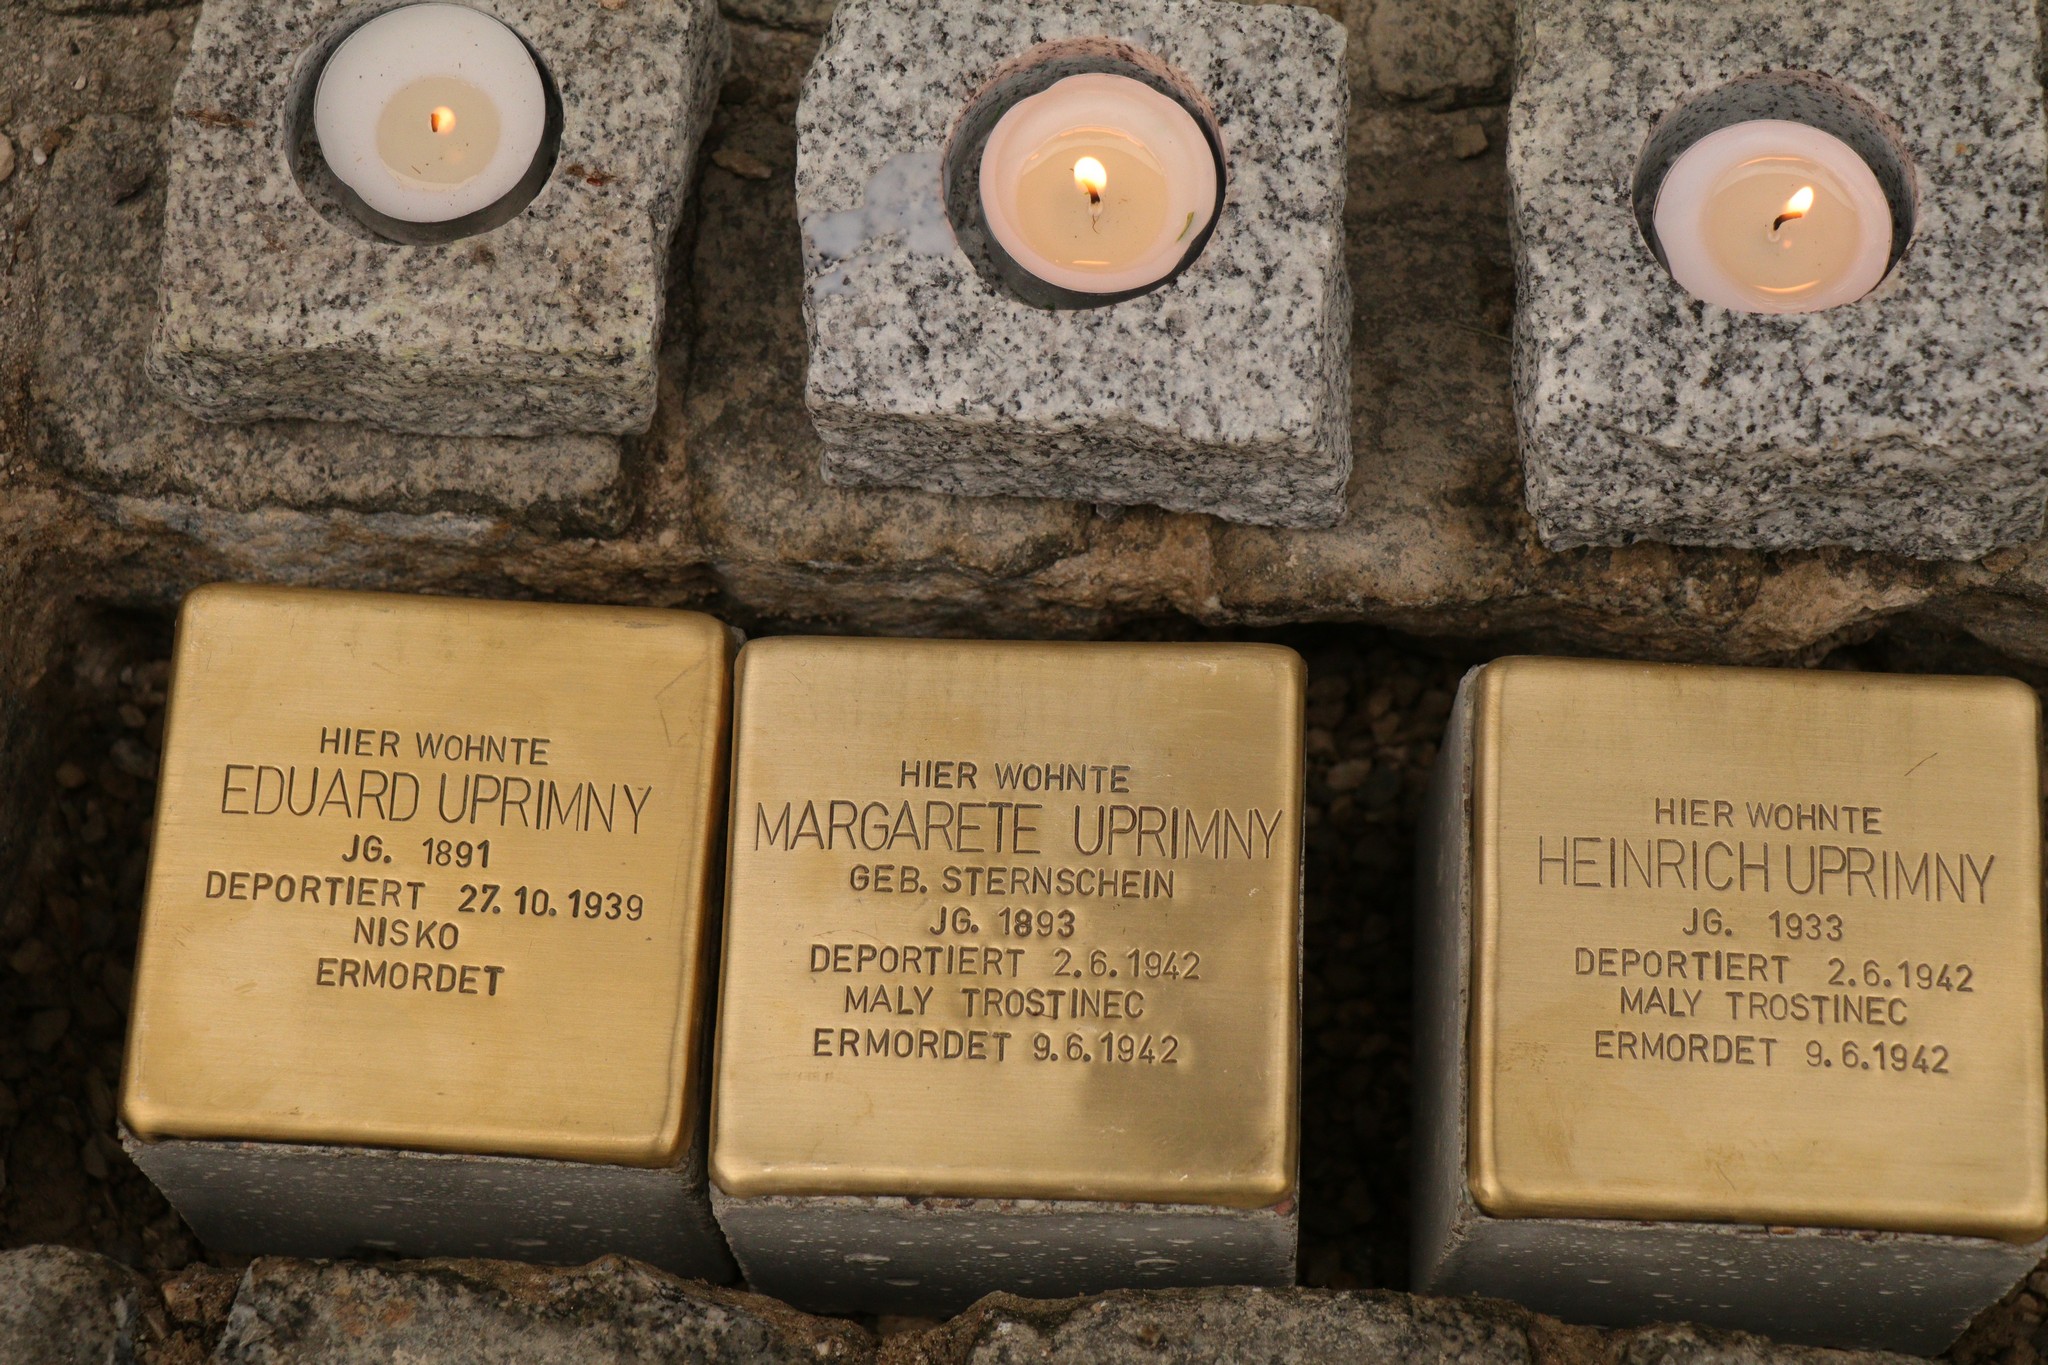 HIER WOHNTE
EDUARD UPRIMNY
JG. 1891
DEPORTIERT 27.10.1939
NISKO
ERMORDET
HIER WOHNTE
MARGARETE UPRIMNY
GEB. STERNSCHEIN
JG. 1893
DEPORTIERT 2.6.1942
MALY TROSTINEC
ERMORDET 9.6.1942
HIER WOHNTE
HEINRICH UPRIMNY
JG. 1933
DEPORTIERT 2.6.1942
MALY TROSTINEC
ERMORDET 9.6.1942